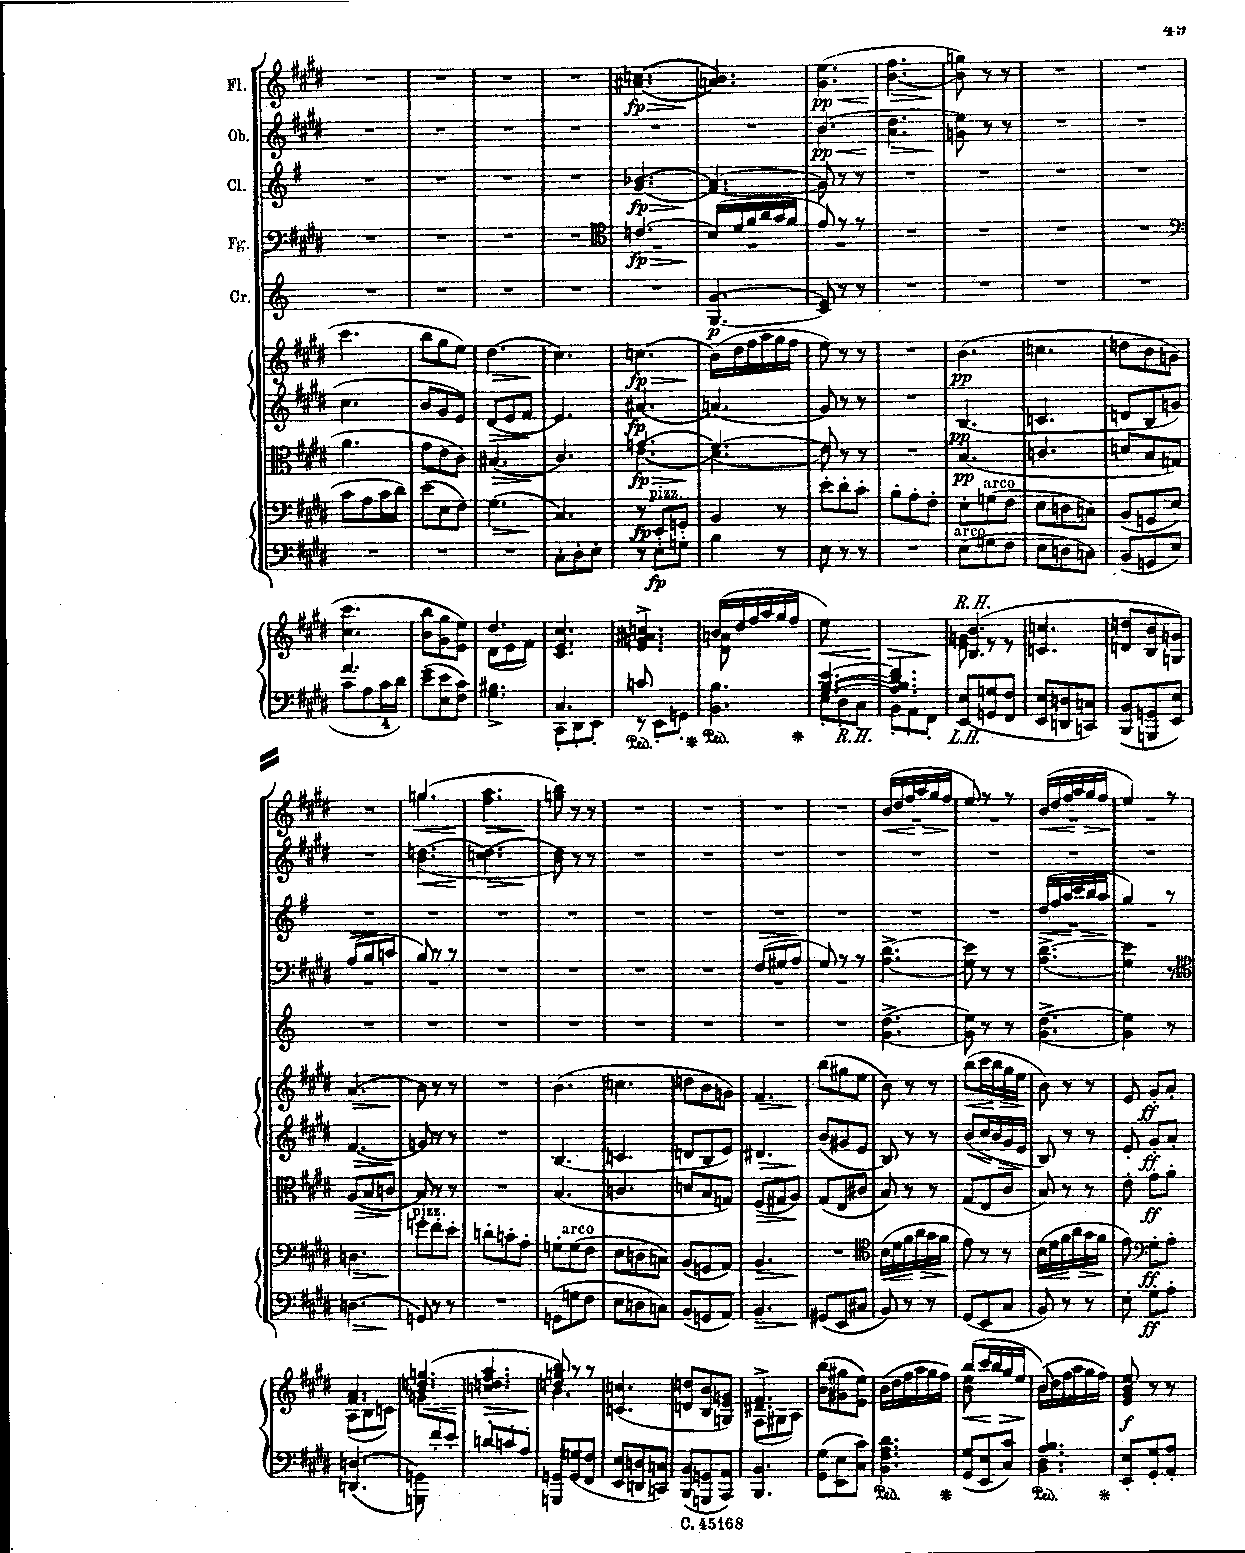 49
Fl.
fp
pp
Ob.
pp
Cl.
fp
Fg.
fp
Cr.
p
fp
pp
fp
pp
fp
pp
pizz.
arco
fp
arco
fp
R.H.
4
Ped. * Ped. * R.H. L.H.
ff
ff
ff
pizz.
arco
ff
ff
f
Ped. * Ped. *
C. 45168